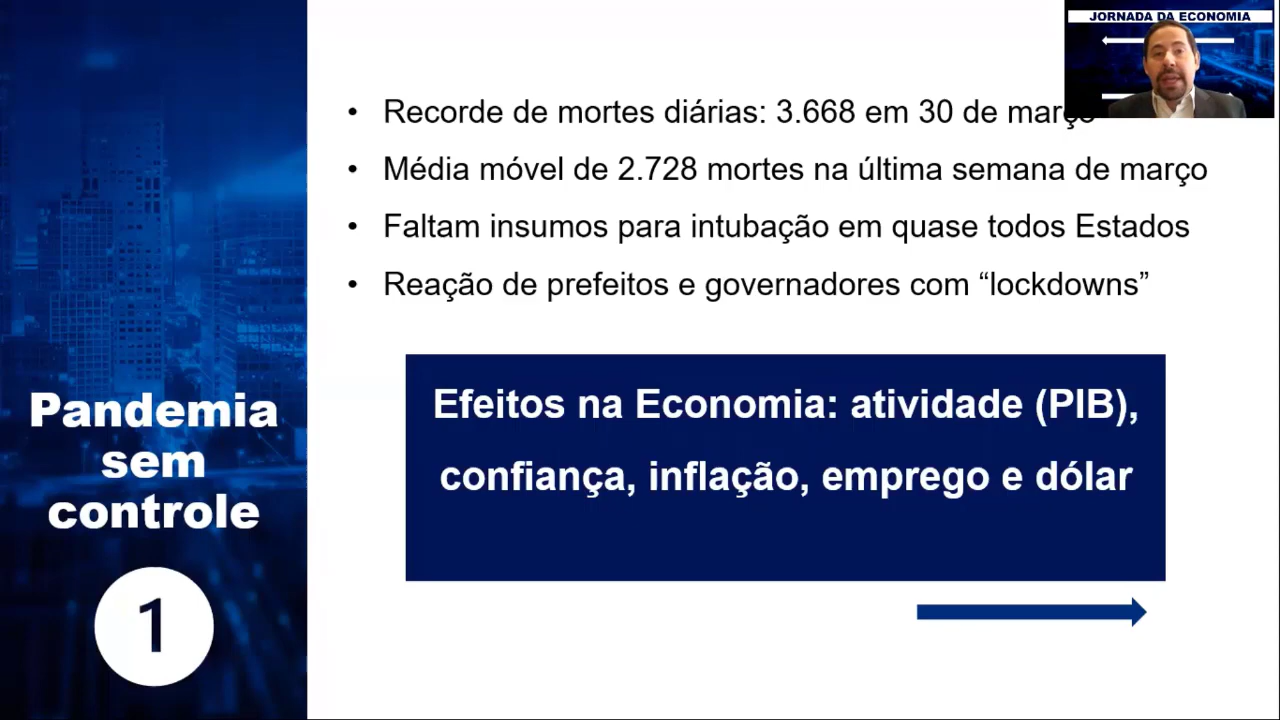 JORNADA DA ECONOMIA
• Recorde de mortes diárias: 3.668 em 30 de março
• Média móvel de 2.728 mortes na última semana de março
• Faltam insumos para intubação em quase todos Estados
• Reação de prefeitos e governadores com “lockdowns”
Efeitos na Economia: atividade (PIB),
confiança, inflação, emprego e dólar
Pandemia
sem
controle
1